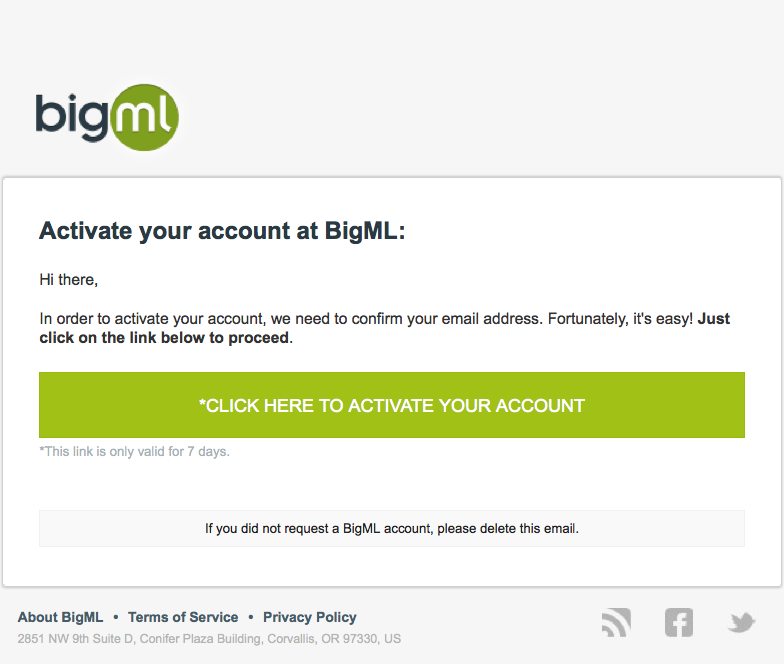 bigml
Activate your account at BigML:
Hi there,
In order to activate your account, we need to confirm your email address. Fortunately, it's easy! Just
click on the link below to proceed.
*CLICK HERE TO ACTIVATE YOUR ACCOUNT
*This link is only valid for 7 days.
If you did not request a BigML account, please delete this email.
About BigML • Terms of Service • Privacy Policy
2851 NW 9th Suite D, Conifer Plaza Building, Corvallis, OR 97330, US